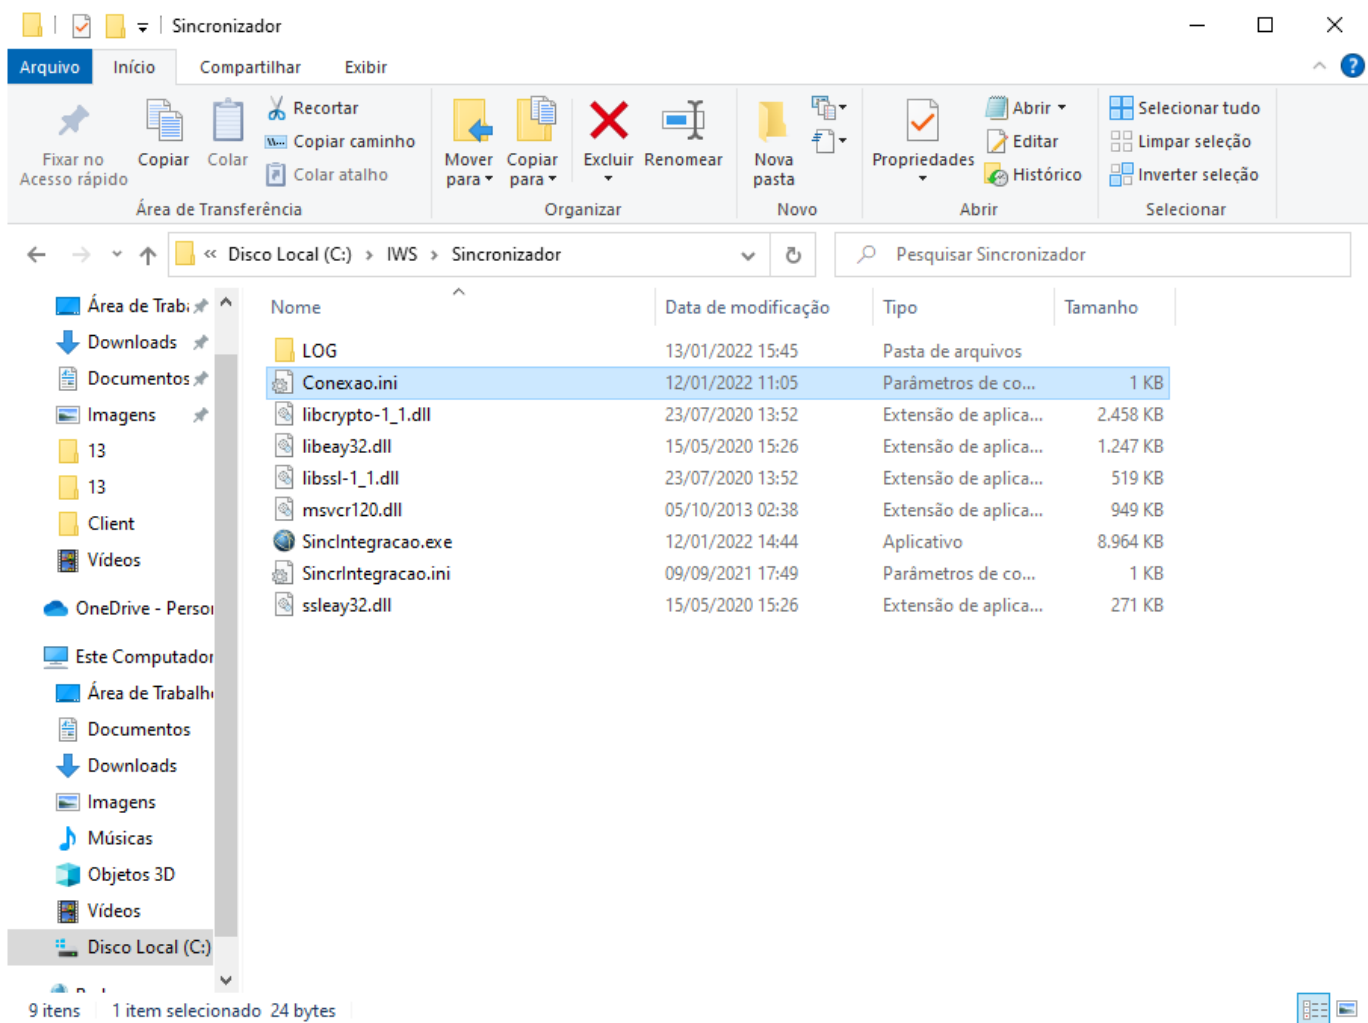 Sincronizador
Arquivo Início Compartilhar Exibir
Fixar no Acesso rápido
Copiar
Colar
Recortar
Copiar caminho
Colar atalho
Mover para
Copiar para
Excluir
Renomear
Nova pasta
Propriedades
Abrir
Editar
Histórico
Selecionar tudo
Limpar seleção
Inverter seleção
Área de Transferência Organizar Novo Abrir Selecionar
« Disco Local (C:) > IWS > Sincronizador
Pesquisar Sincronizador
Área de Traba
Downloads
Documentos
Imagens
13
13
Client
Vídeos
OneDrive - Person
Este Computador
Área de Trabalho
Documentos
Downloads
Imagens
Músicas
Objetos 3D
Vídeos
Disco Local (C:)
Nome Data de modificação Tipo Tamanho
LOG 13/01/2022 15:45 Pasta de arquivos
Conexao.ini 12/01/2022 11:05 Parâmetros de co... 1 KB
libcrypto-1_1.dll 23/07/2020 13:52 Extensão de aplica... 2.458 KB
libeay32.dll 15/05/2020 15:26 Extensão de aplica... 1.247 KB
libssl-1_1.dll 23/07/2020 13:52 Extensão de aplica... 519 KB
msvcr120.dll 05/10/2013 02:38 Extensão de aplica... 949 KB
SincIntegracao.exe 12/01/2022 14:44 Aplicativo 8.964 KB
SincrIntegracao.ini 09/09/2021 17:49 Parâmetros de co... 1 KB
ssleay32.dll 15/05/2020 15:26 Extensão de aplica... 271 KB
9 itens 1 item selecionado 24 bytes